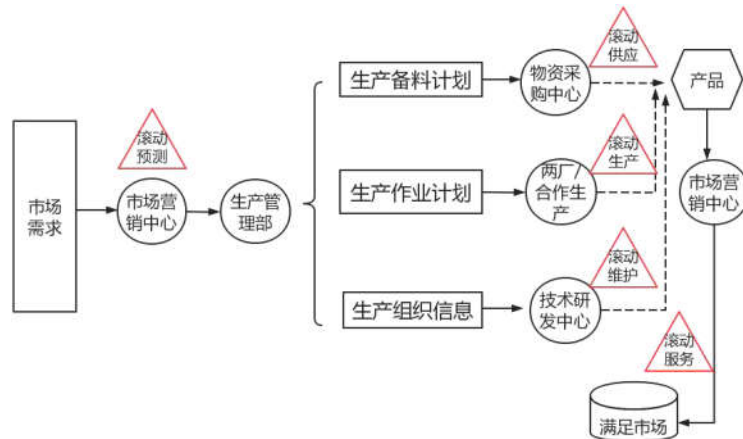 滚动
供应
生产备料计划
物资采
购中心
产品
滚动
预测
滚动
生产
市场
需求
市场营
销中心
生产管
理部
生产作业计划
两厂/
合作生
产
市场营
销中心
滚动
维护
生产组织信息
技术研
发中心
滚动
服务
满足市场